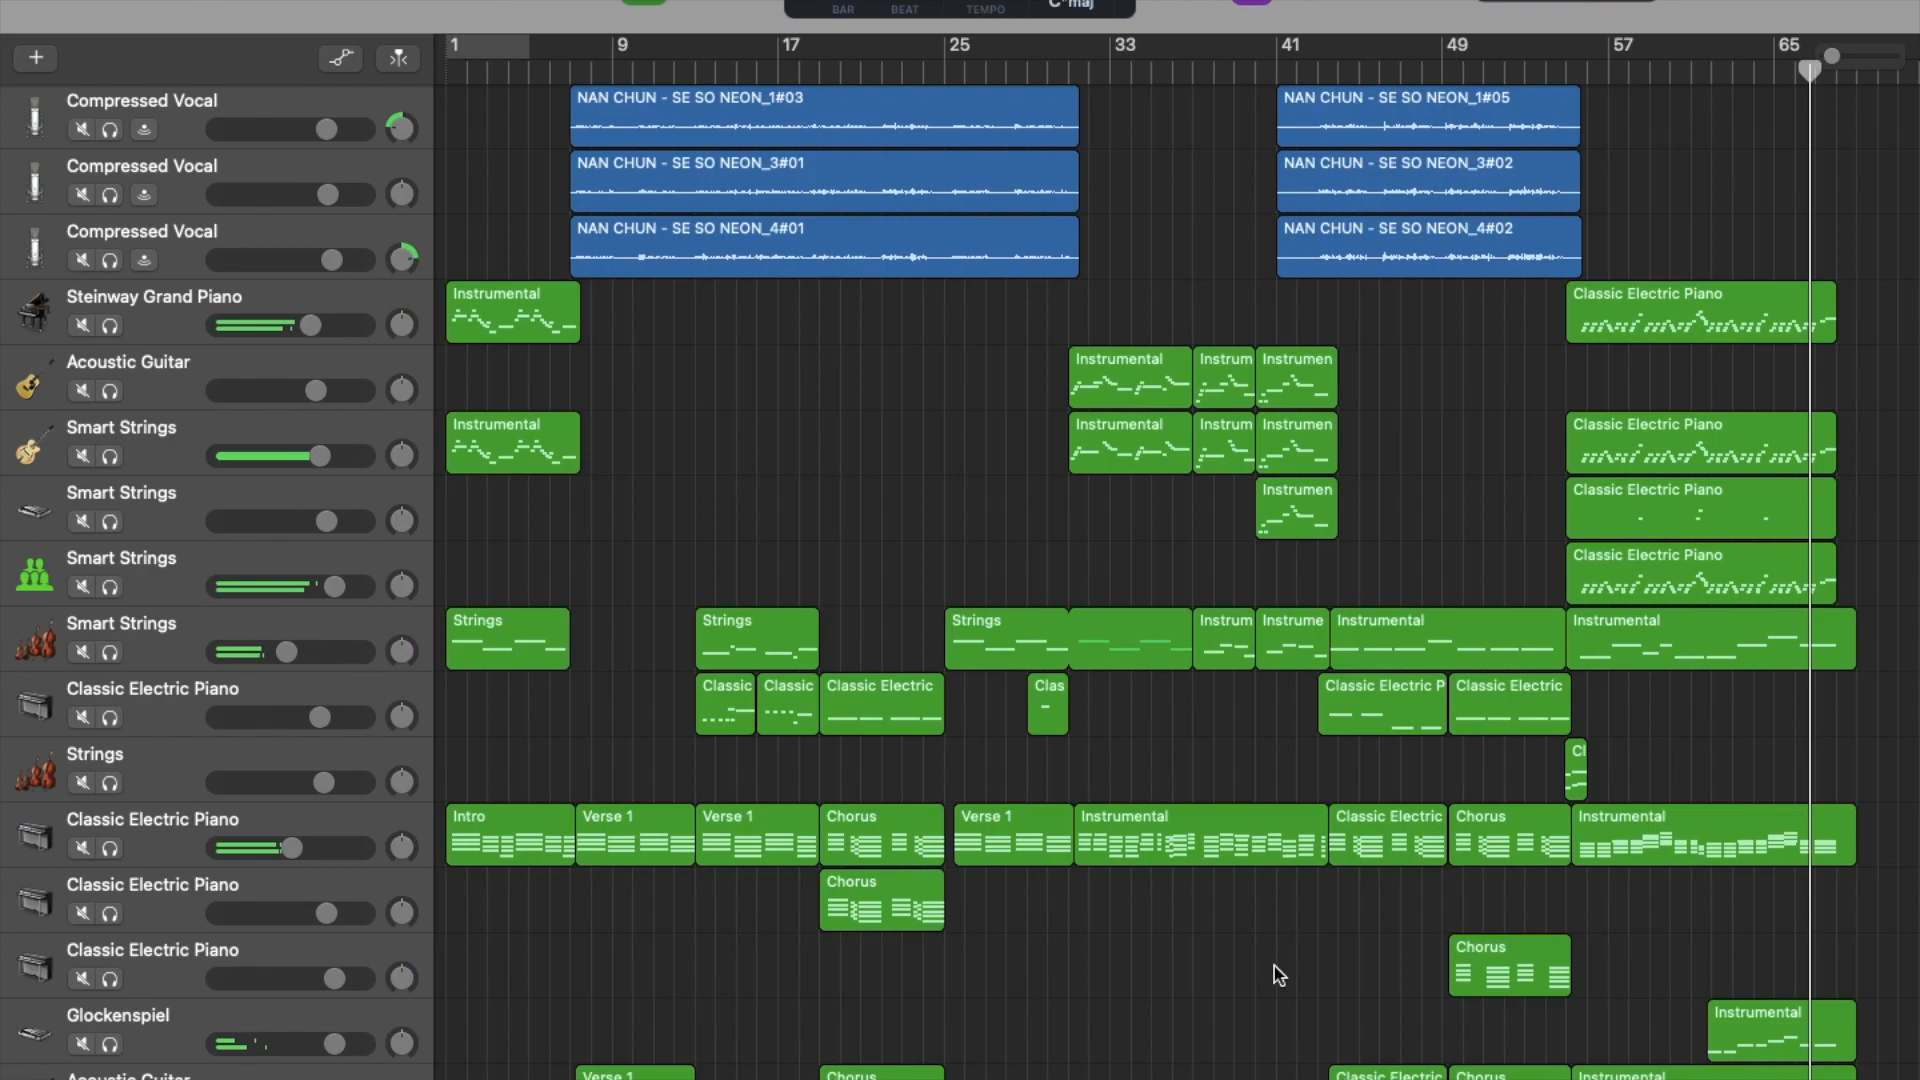 BAR BEAT TEMPO C maj
1 9 17 25 33 41 49 57 65
Compressed Vocal
NAN CHUN - SE SO NEON_1#03
NAN CHUN - SE SO NEON_1#05
Compressed Vocal
NAN CHUN - SE SO NEON_3#01
NAN CHUN - SE SO NEON_3#02
Compressed Vocal
NAN CHUN - SE SO NEON_4#01
NAN CHUN - SE SO NEON_4#02
Steinway Grand Piano
Instrumental
Classic Electric Piano
Acoustic Guitar
Instrumental
Instrum
Instrumen
Smart Strings
Instrumental
Instrumental
Instrum
Instrumen
Classic Electric Piano
Smart Strings
Instrumen
Classic Electric Piano
Smart Strings
Classic Electric Piano
Smart Strings
Strings
Strings
Strings
Instrum
Instrume
Instrumental
Instrumental
Classic Electric Piano
Classic
Classic
Classic Electric
Clas
Classic Electric P
Classic Electric
Strings
Cl
Classic Electric Piano
Intro
Verse 1
Verse 1
Chorus
Verse 1
Instrumental
Classic Electric
Chorus
Instrumental
Classic Electric Piano
Chorus
Classic Electric Piano
Chorus
Glockenspiel
Instrumental
Acoustic Guitar
Verse 1
Chorus
Classic Electric
Chorus
Instrumental